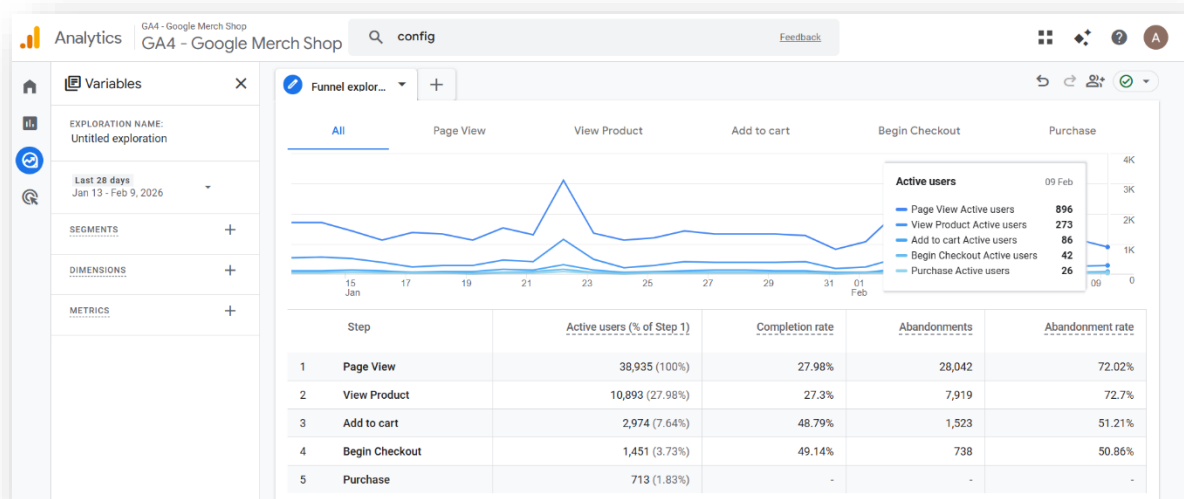 Analytics
GA4 - Google Merch Shop
GA4 - Google Merch Shop
config
Feedback
A
Variables
EXPLORATION NAME:
Untitled exploration
Last 28 days
Jan 13 - Feb 9, 2026
SEGMENTS
DIMENSIONS
METRICS
Funnel explor...
All Page View View Product Add to cart Begin Checkout Purchase
4K
3K
2K
1K
0
Active users 09 Feb
Page View Active users 896
View Product Active users 273
Add to cart Active users 86
Begin Checkout Active users 42
Purchase Active users 26
15 17 19 21 23 25 27 29 31 01 09
Jan Feb
Step Active users (% of Step 1) Completion rate Abandonments Abandonment rate
1 Page View 38,935 (100%) 27.98% 28,042 72.02%
2 View Product 10,893 (27.98%) 27.3% 7,919 72.7%
3 Add to cart 2,974 (7.64%) 48.79% 1,523 51.21%
4 Begin Checkout 1,451 (3.73%) 49.14% 738 50.86%
5 Purchase 713 (1.83%) - - -